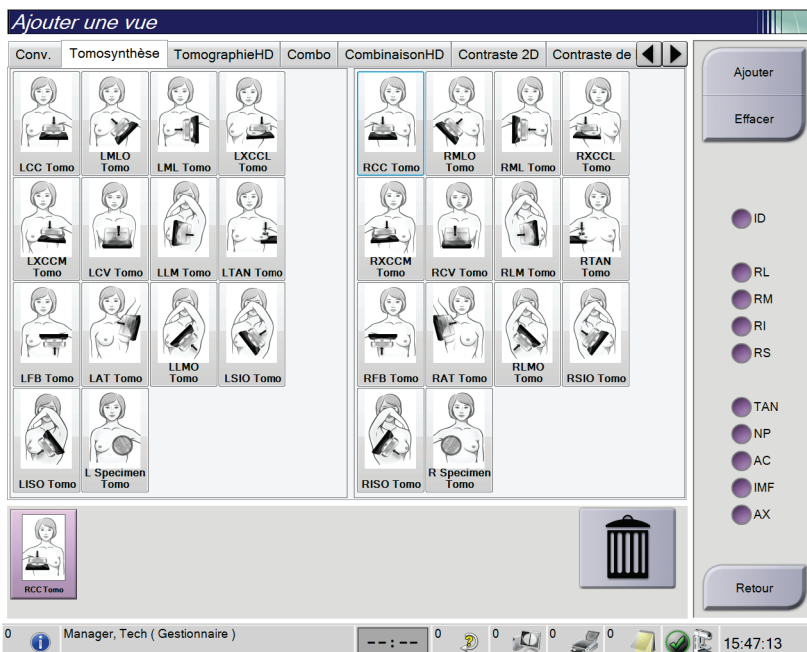 Ajouter une vue
Conv. Tomosynthèse TomographieHD Combo CombinaisonHD Contraste 2D Contraste de
LCC Tomo
LMLO
Tomo
LML Tomo
LXCCL
Tomo
RCC Tomo
RMLO
Tomo
RML Tomo
RXCCL
Tomo
LXCCM
Tomo
LCV Tomo
LLM Tomo
LTAN Tomo
RXCCM
Tomo
RCV Tomo
RLM Tomo
RTAN
Tomo
LFB Tomo
LAT Tomo
LLMO
Tomo
LSIO Tomo
RFB Tomo
RAT Tomo
RLMO
Tomo
RSIO Tomo
LISO Tomo
L Specimen
Tomo
RISO Tomo
R Specimen
Tomo
RCC Tomo
Ajouter
Effacer
ID
RL
RM
RI
RS
TAN
NP
AC
IMF
AX
Retour
0 Manager, Tech ( Gestionnaire ) --:-- 0 0 0 0 15:47:13